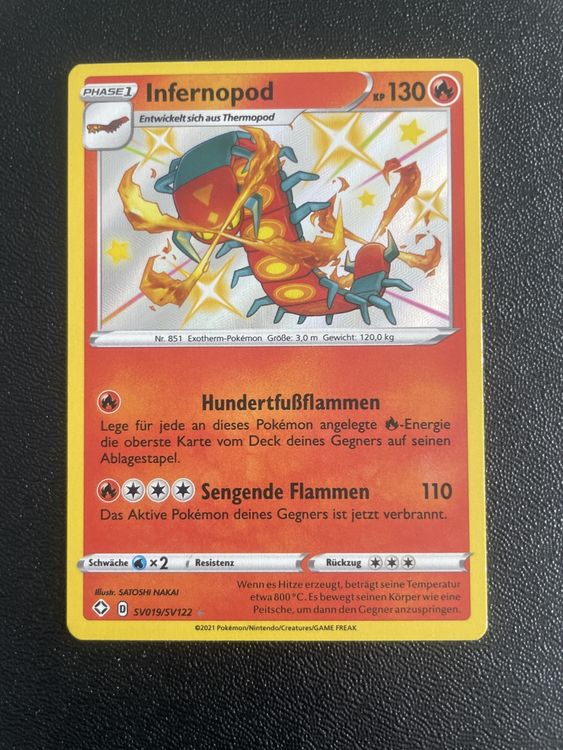 PHASE 1 Infernopod KP 130
Entwickelt sich aus Thermopod
Nr. 851 Exotherm-Pokémon Größe: 3,0 m Gewicht: 120,0 kg
Hundertfußflammen
Lege für jede an dieses Pokémon angelegte -Energie
die oberste Karte vom Deck deines Gegners auf seinen
Ablagestapel.
Sengende Flammen 110
Das Aktive Pokémon deines Gegners ist jetzt verbrannt.
Schwäche ×2 Resistenz Rückzug
Illustr. SATOSHI NAKAI
Wenn es Hitze erzeugt, beträgt seine Temperatur
etwa 800°C. Es bewegt seinen Körper wie eine
Peitsche, um dann den Gegner anzuspringen.
D SV019/SV122
©2021 Pokémon/Nintendo/Creatures/GAME FREAK